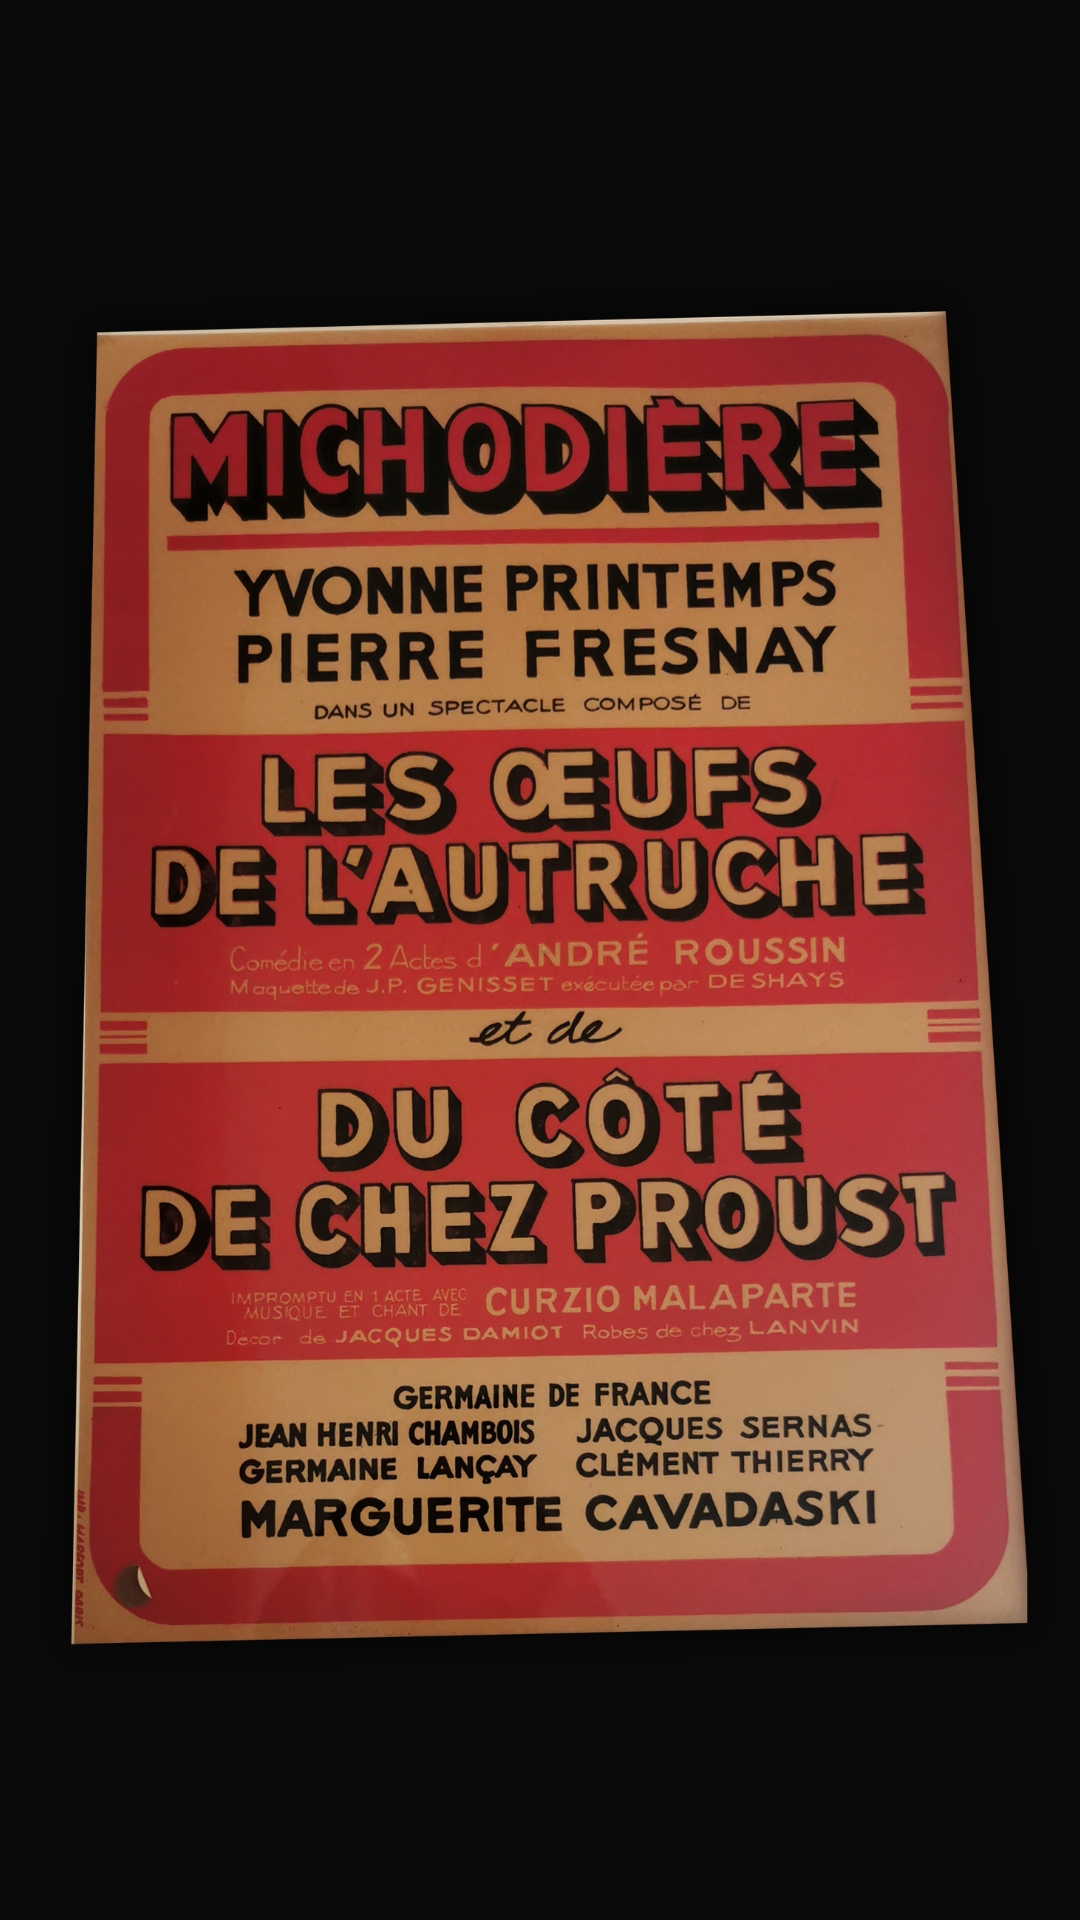 MICHODIÈRE
YVONNE PRINTEMPS
PIERRE FRESNAY
DANS UN SPECTACLE COMPOSÉ DE
LES ŒUFS
DE L'AUTRUCHE
Comédie en 2 Actes d'ANDRÉ ROUSSIN
Maquette de J.P. GENISSET exécutée par DESHAYS
et de
DU CÔTÉ
DE CHEZ PROUST
IMPROMPTU EN 1 ACTE AVEC
MUSIQUE ET CHANT DE CURZIO MALAPARTE
Décor de JACQUES DAMIOT Robes de chez LANVIN
GERMAINE DE FRANCE
JEAN HENRI CHAMBOIS JACQUES SERNAS
GERMAINE LANÇAY CLÉMENT THIERRY
MARGUERITE CAVADASKI
IMP. PARIS